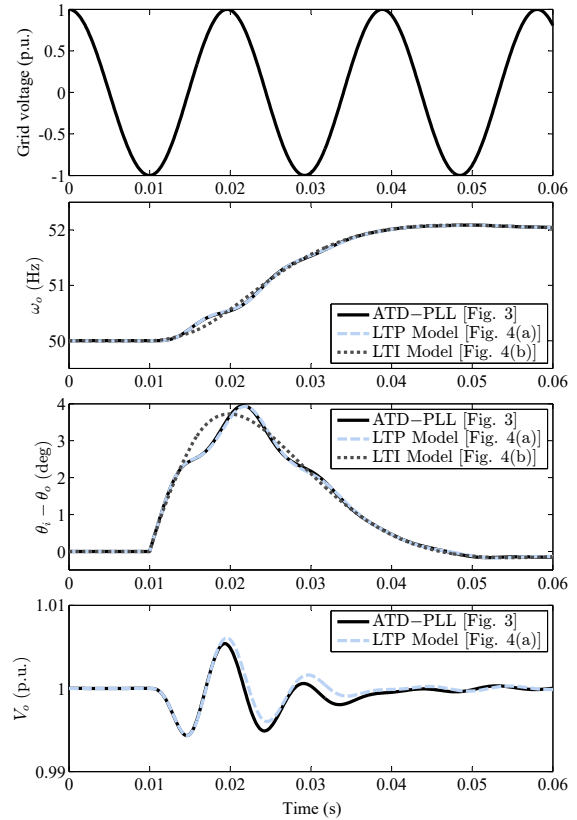 Grid voltage (p.u.)
1
0.5
0
-0.5
-1
0 0.01 0.02 0.03 0.04 0.05 0.06
ω_o (Hz)
52
51
50
ATD−PLL [Fig. 3]
LTP Model [Fig. 4(a)]
LTI Model [Fig. 4(b)]
0 0.01 0.02 0.03 0.04 0.05 0.06
θ_i − θ_o (deg)
4
3
2
1
0
ATD−PLL [Fig. 3]
LTP Model [Fig. 4(a)]
LTI Model [Fig. 4(b)]
0 0.01 0.02 0.03 0.04 0.05 0.06
V_o (p.u.)
1.01
1
0.99
ATD−PLL [Fig. 3]
LTP Model [Fig. 4(a)]
0 0.01 0.02 0.03 0.04 0.05 0.06
Time (s)